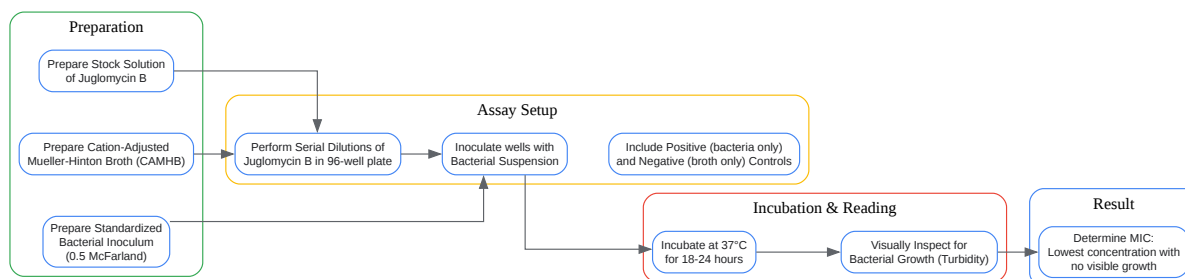 Preparation
Prepare Stock Solution
of Juglomycin B
Prepare Cation-Adjusted
Mueller-Hinton Broth (CAMHB)
Prepare Standardized
Bacterial Inoculum
(0.5 McFarland)
Assay Setup
Perform Serial Dilutions of
Juglomycin B in 96-well plate
Inoculate wells with
Bacterial Suspension
Include Positive (bacteria only)
and Negative (broth only) Controls
Incubation & Reading
Incubate at 37°C
for 18-24 hours
Visually Inspect for
Bacterial Growth (Turbidity)
Result
Determine MIC:
Lowest concentration with
no visible growth